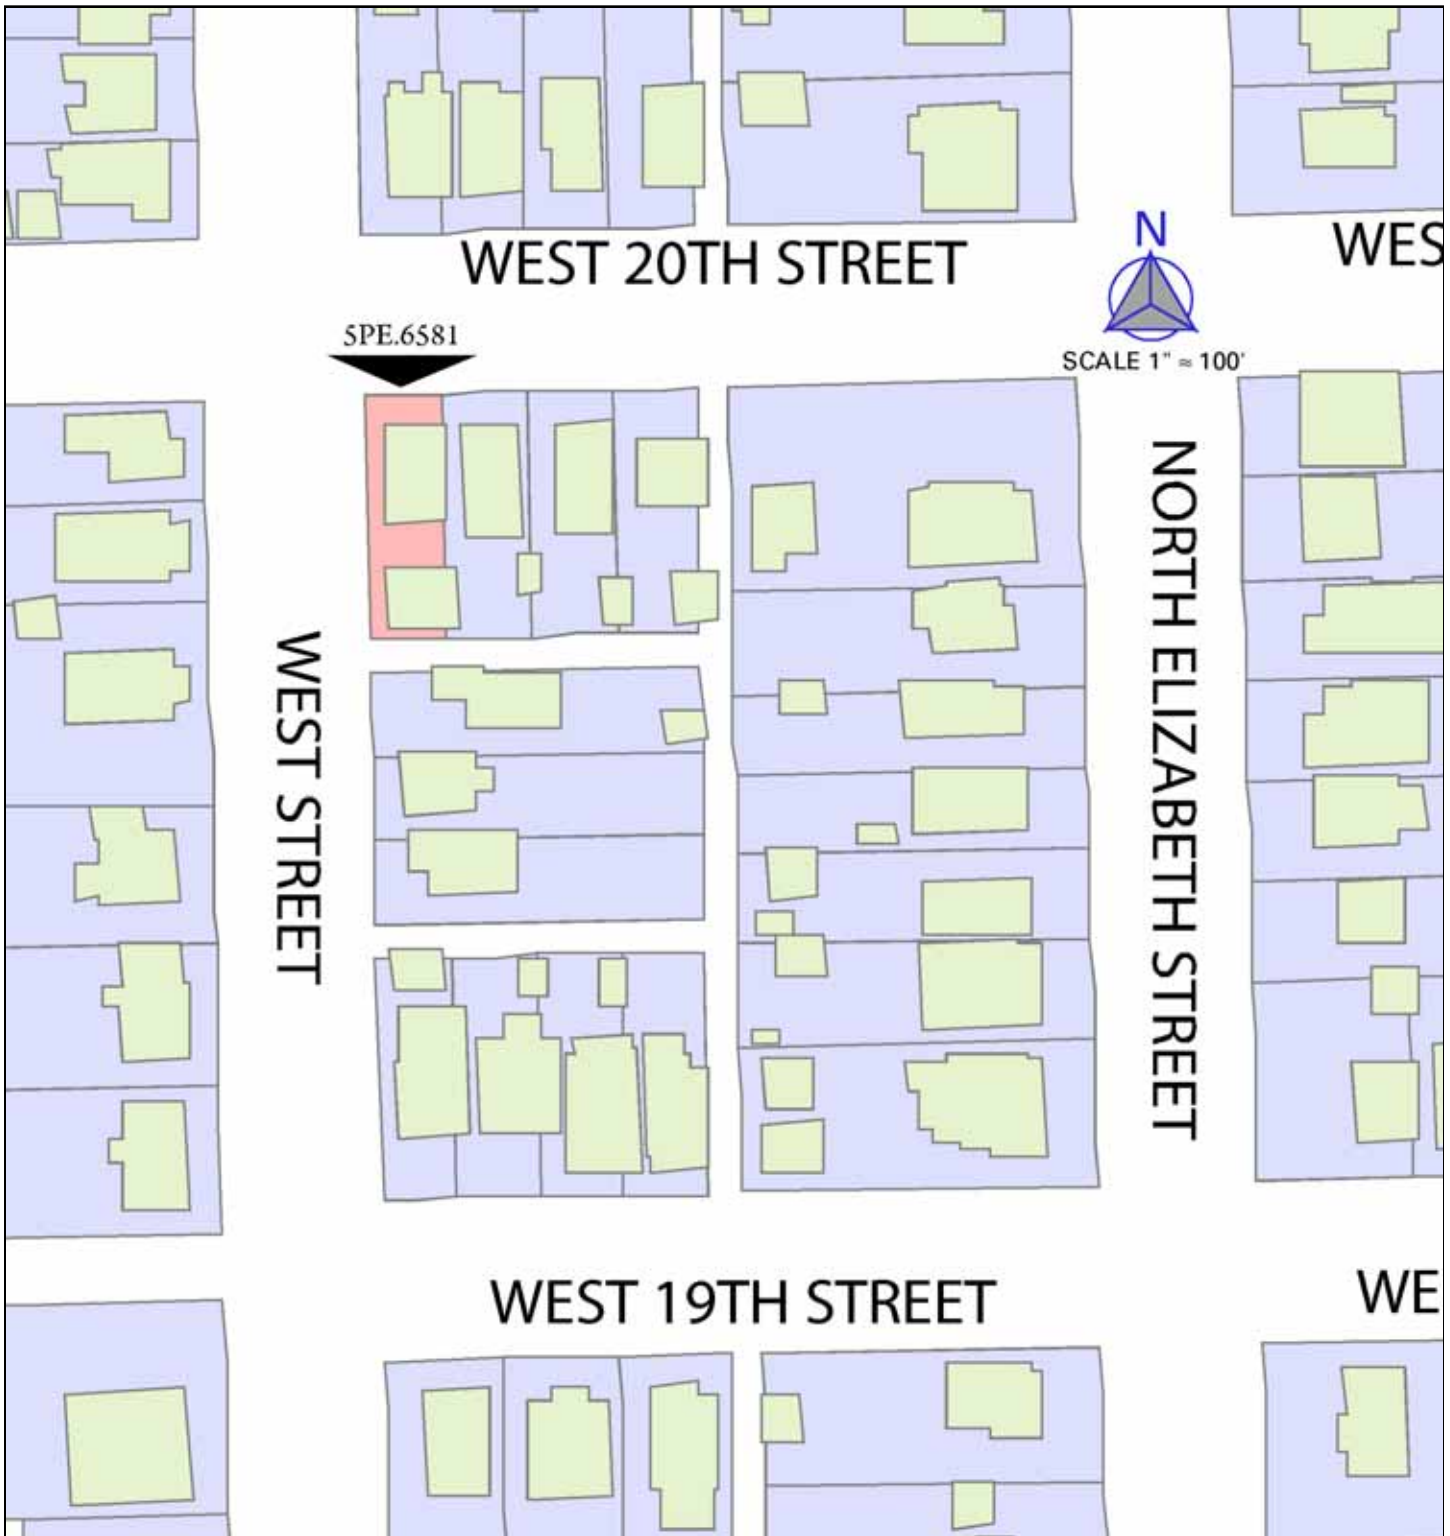 WEST 20TH STREET
N
WES
5PE.6581
SCALE 1" ≈ 100'
WEST STREET
NORTH ELIZABETH STREET
WEST 19TH STREET
WE